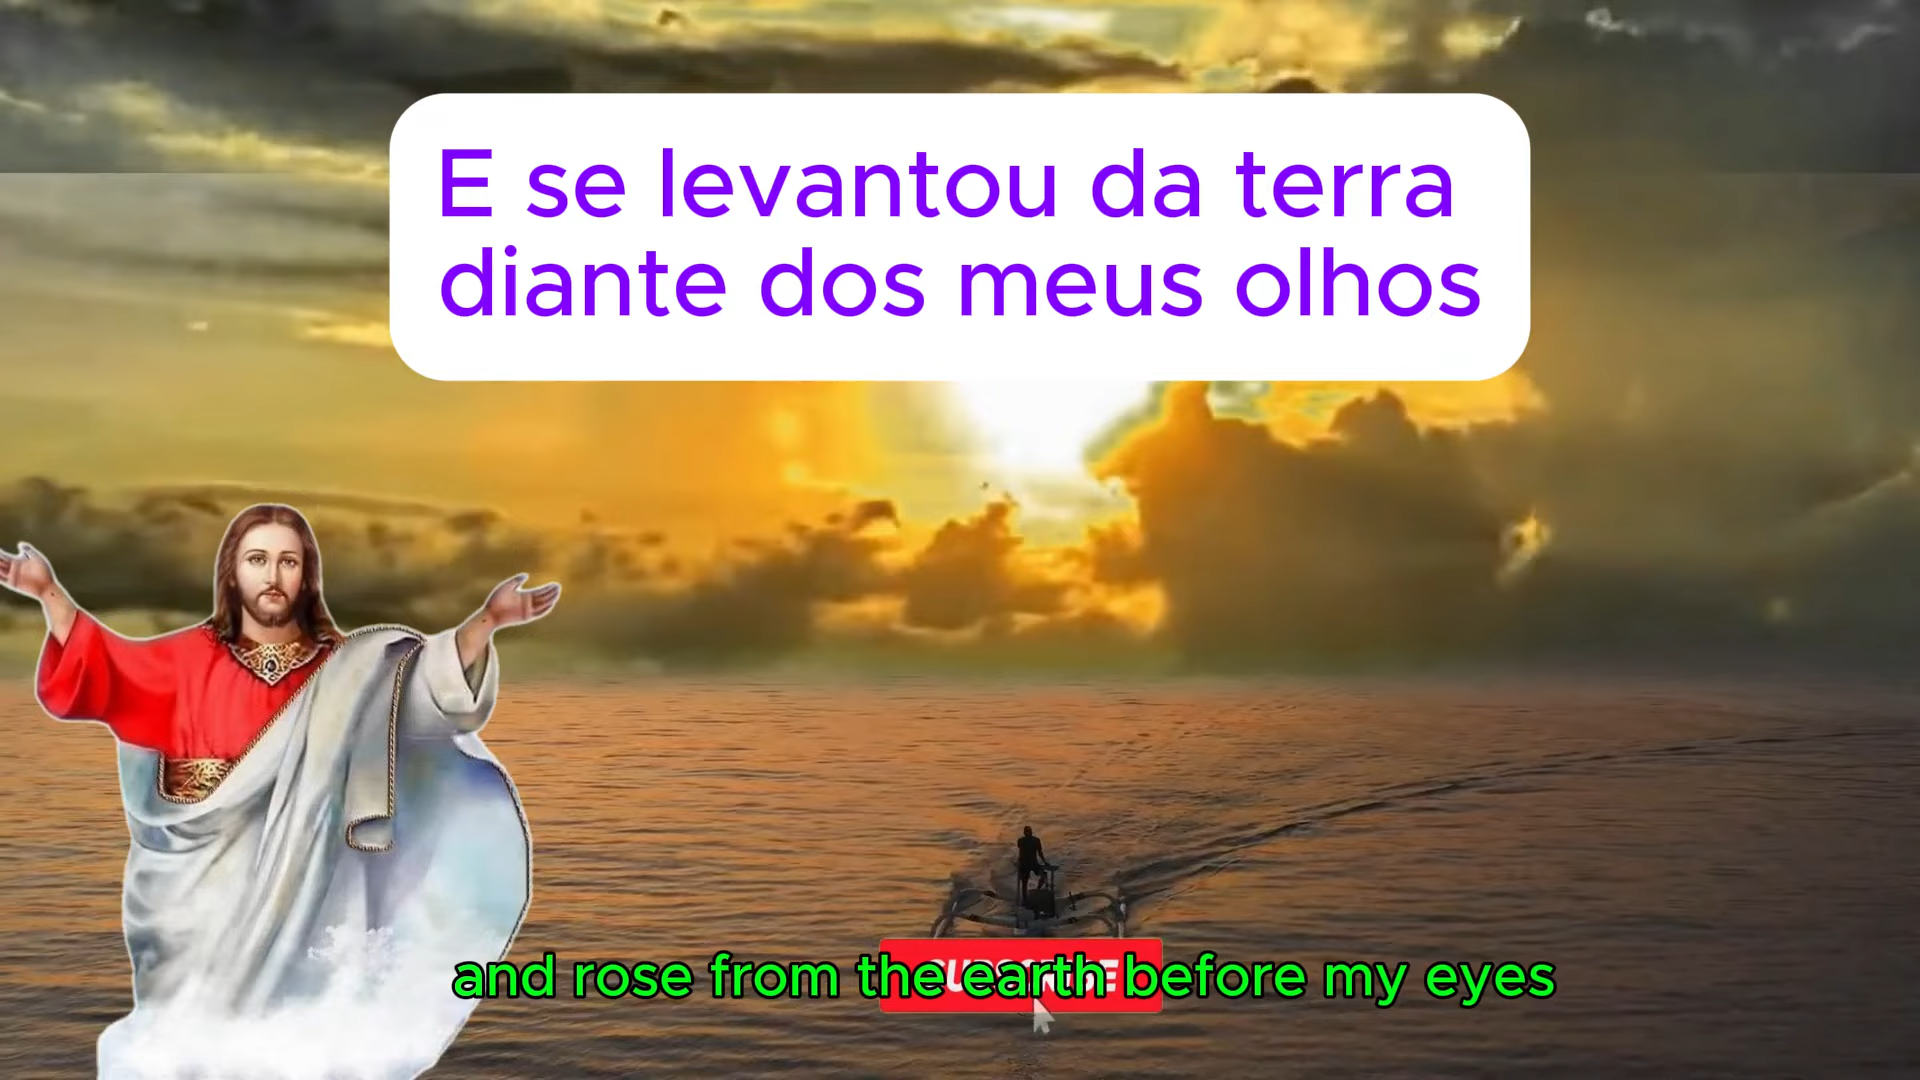 E se levantou da terra
diante dos meus olhos
and rose from the earth before my eyes